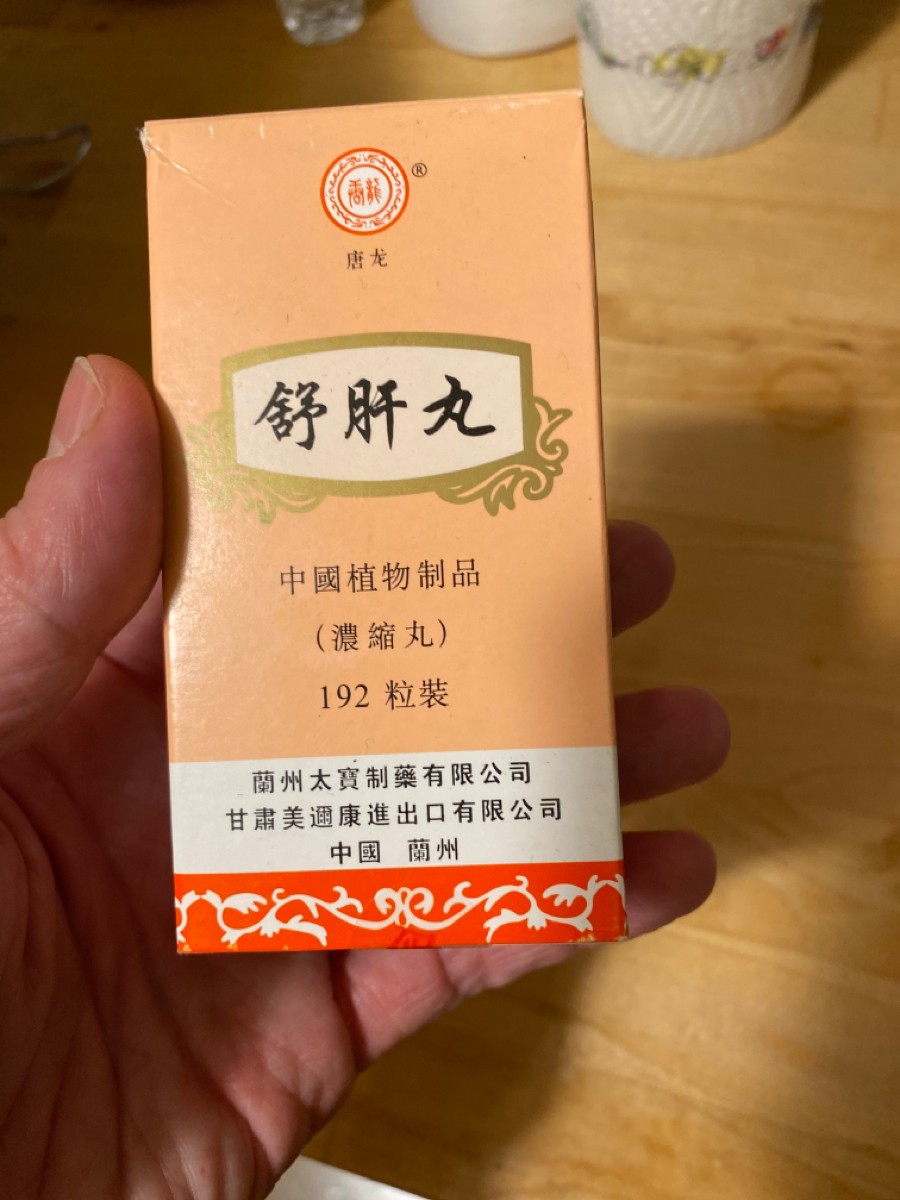 ®
唐龙
舒肝丸
中國植物制品
（濃縮丸）
192 粒裝
蘭州太寶制藥有限公司
甘肅美邇康進出口有限公司
中國 蘭州